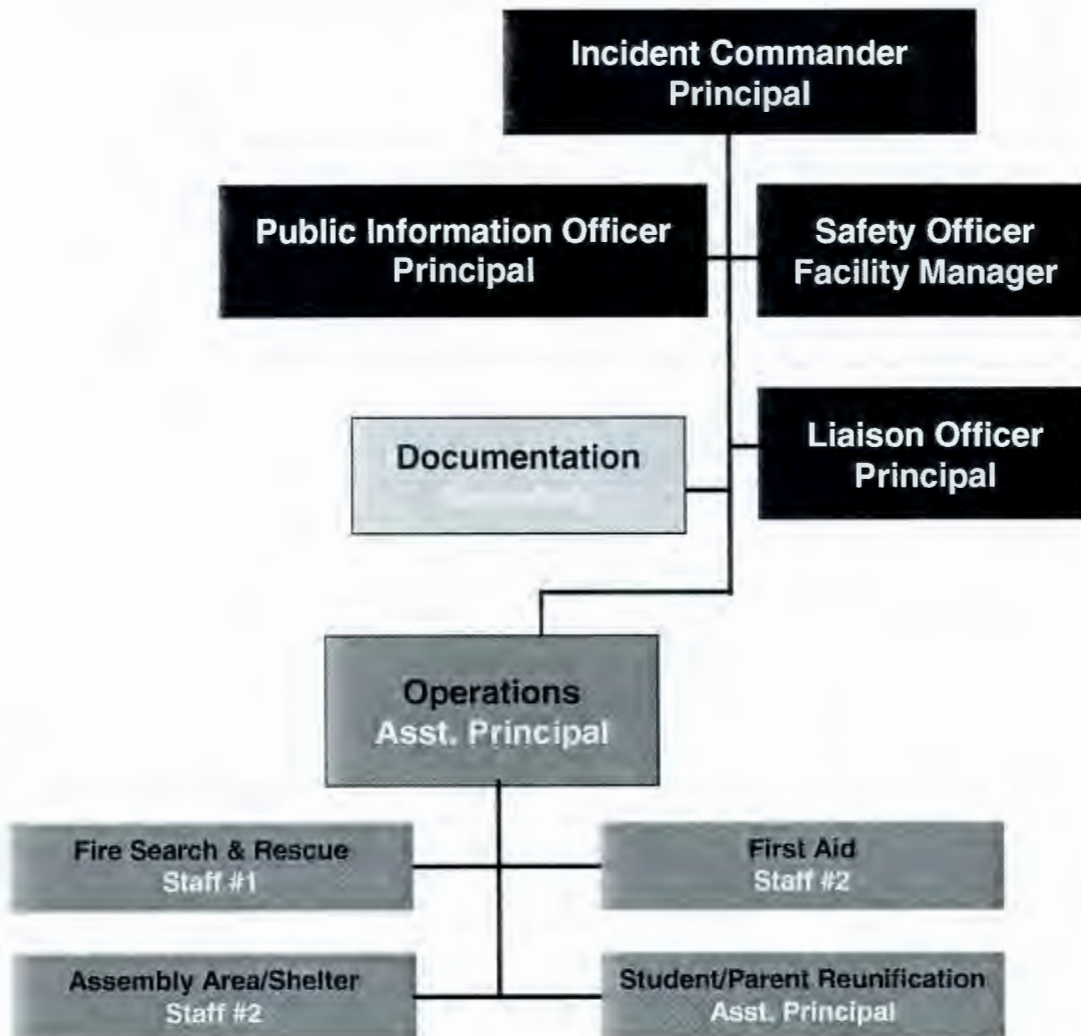 Incident Commander
Principal
Public Information Officer
Principal
Safety Officer
Facility Manager
Liaison Officer
Principal
Documentation
Operations
Asst. Principal
Fire Search & Rescue
Staff #1
First Aid
Staff #2
Assembly Area/Shelter
Staff #2
Student/Parent Reunification
Asst. Principal